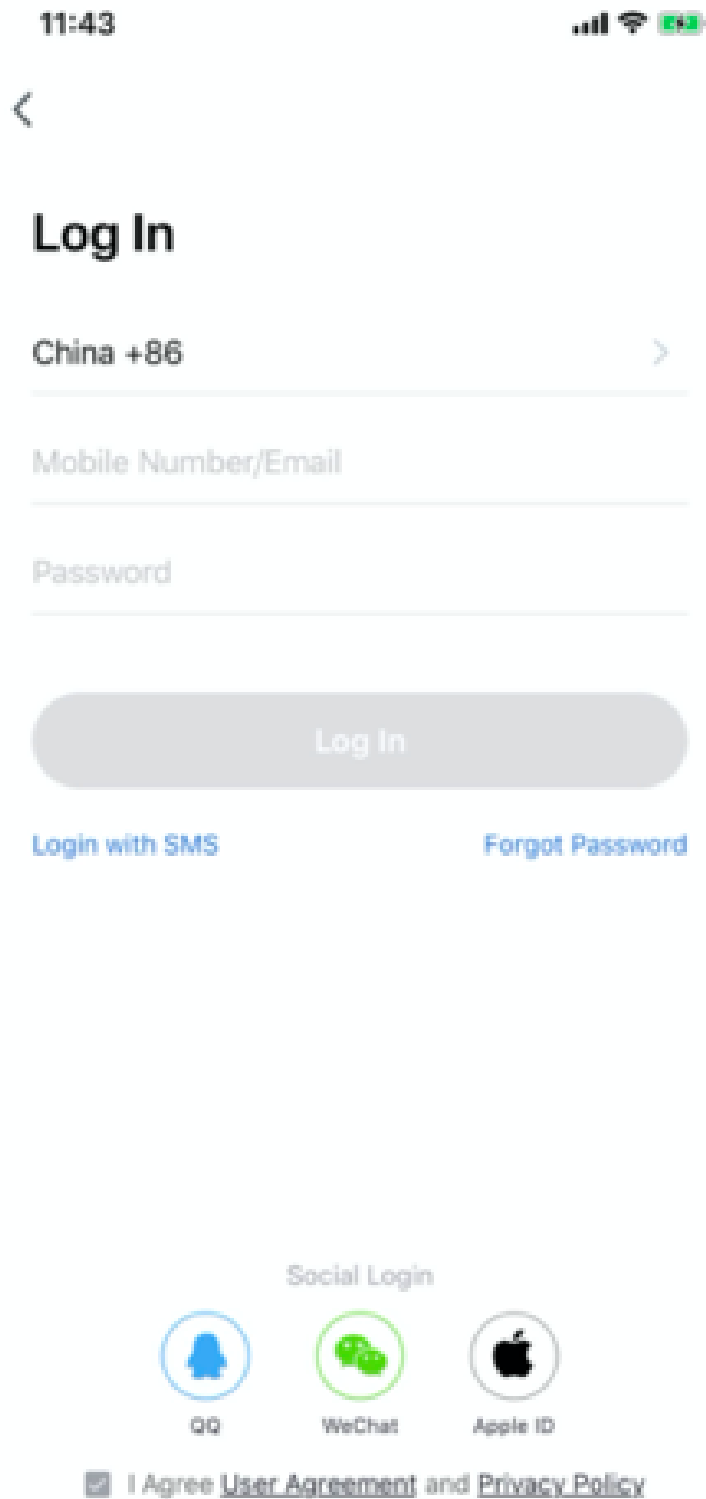 11:43
Log In
China +86
Mobile Number/Email
Password
Log In
Login with SMS
Forgot Password
Social Login
QQ
WeChat
Apple ID
I Agree User Agreement and Privacy Policy